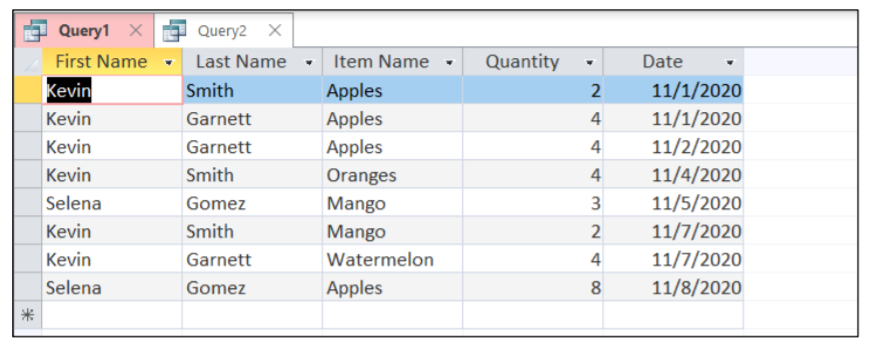 Query1 Query2
First Name Last Name Item Name Quantity Date
Kevin Smith Apples 2 11/1/2020
Kevin Garnett Apples 4 11/1/2020
Kevin Garnett Apples 4 11/2/2020
Kevin Smith Oranges 4 11/4/2020
Selena Gomez Mango 3 11/5/2020
Kevin Smith Mango 2 11/7/2020
Kevin Garnett Watermelon 4 11/7/2020
Selena Gomez Apples 8 11/8/2020